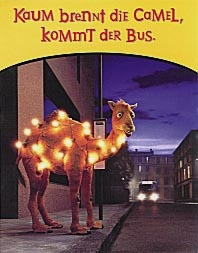 Kaum brennt die Camel,
kommt der Bus.